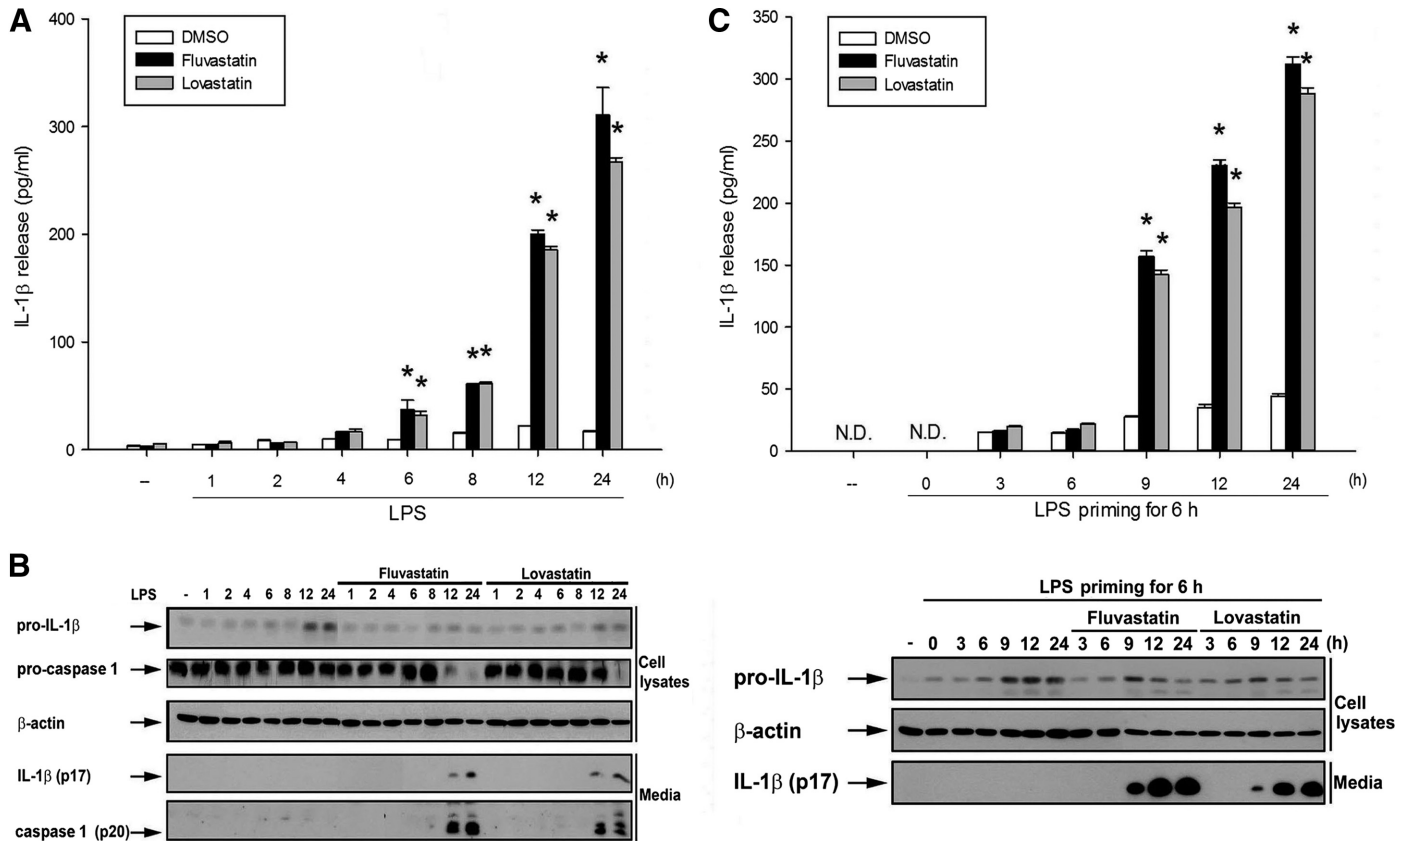 A
400
300
200
100
0
IL-1β release (pg/ml)
DMSO
Fluvastatin
Lovastatin
* * * * * * * *
– 1 2 4 6 8 12 24 (h)
LPS
C
350
300
250
200
150
100
50
0
IL-1β release (pg/ml)
DMSO
Fluvastatin
Lovastatin
* * * * * *
N.D. N.D.
-- 0 3 6 9 12 24 (h)
LPS priming for 6 h
B
Fluvastatin Lovastatin
LPS - 1 2 4 6 8 12 24 1 2 4 6 8 12 24 1 2 4 6 8 12 24
pro-IL-1β
pro-caspase 1
β-actin
Cell
lysates
IL-1β (p17)
caspase 1 (p20)
Media
LPS priming for 6 h
Fluvastatin Lovastatin
- 0 3 6 9 12 24 3 6 9 12 24 3 6 9 12 24 (h)
pro-IL-1β
β-actin
Cell
lysates
IL-1β (p17)
Media